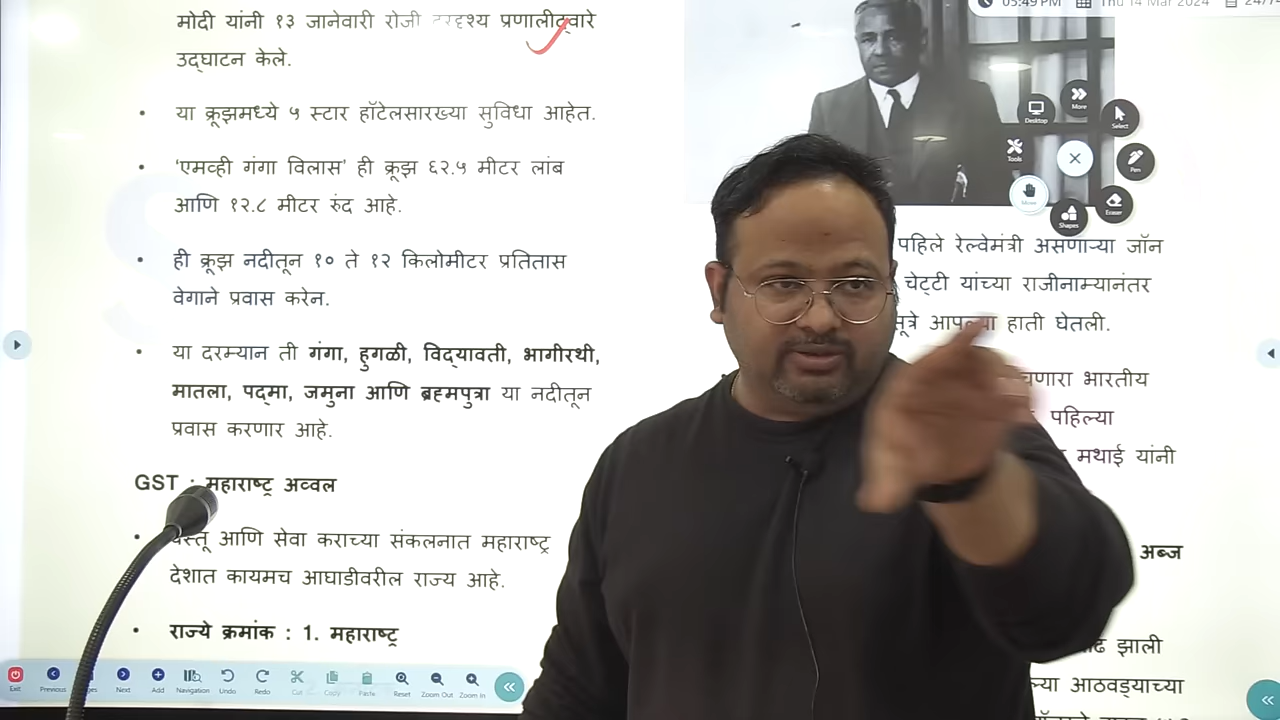 मोदी यांनी १३ जानेवारी रोजी दूरदृश्य प्रणालीद्वारे
उद्घाटन केले.
• या क्रूझमध्ये ५ स्टार हॉटेलसारख्या सुविधा आहेत.
• 'एमव्ही गंगा विलास' ही क्रूझ ६२.५ मीटर लांब
आणि १२.८ मीटर रुंद आहे.
• ही क्रूझ नदीतून १० ते १२ किलोमीटर प्रतितास
वेगाने प्रवास करेन.
• या दरम्यान ती गंगा, हुगळी, विद्यावती, भागीरथी,
मातला, पद्मा, जमुना आणि ब्रह्मपुत्रा या नदीतून
प्रवास करणार आहे.
GST : महाराष्ट्र अव्वल
• वस्तू आणि सेवा कराच्या संकलनात महाराष्ट्र
देशात कायमच आघाडीवरील राज्य आहे.
• राज्ये क्रमांक : 1. महाराष्ट्र
Exit Previous Next Add Navigation Undo Redo Cut Copy Paste Reset Zoom Out Zoom In
05:49 PM Thu 14 Mar 2024
More
Desktop
Select
Tools
Pen
Move
Eraser
Shapes
पहिले रेल्वेमंत्री असणाऱ्या जॉन
चेट्टी यांच्या राजीनाम्यानंतर
सूत्रे आपल्या हाती घेतली.
भारतीय
पहिल्या
मथाई यांनी
अब्ज
झाली
आठवड्याच्या